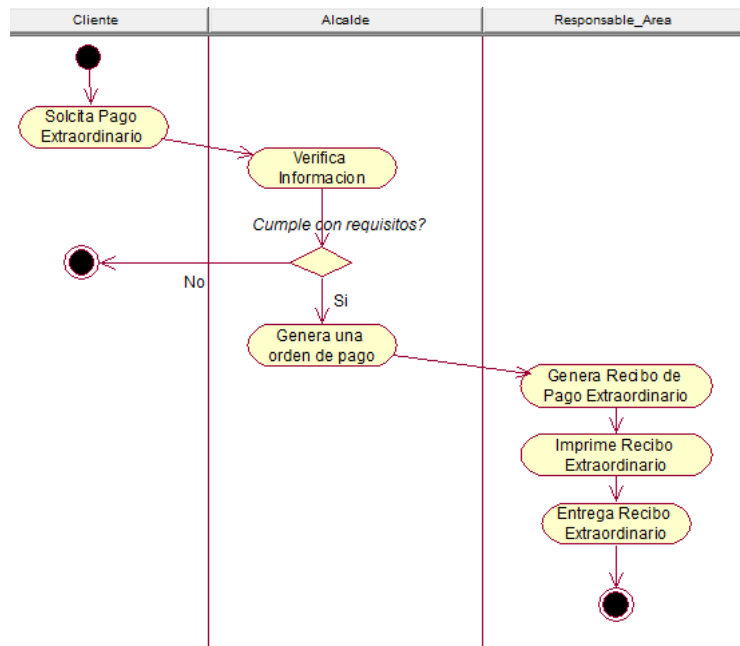 Cliente
Alcalde
Responsable_Area
Solcita Pago
Extraordinario
Verifica
Informacion
Cumple con requisitos?
No
Si
Genera una
orden de pago
Genera Recibo de
Pago Extraordinario
Imprime Recibo
Extraordinario
Entrega Recibo
Extraordinario